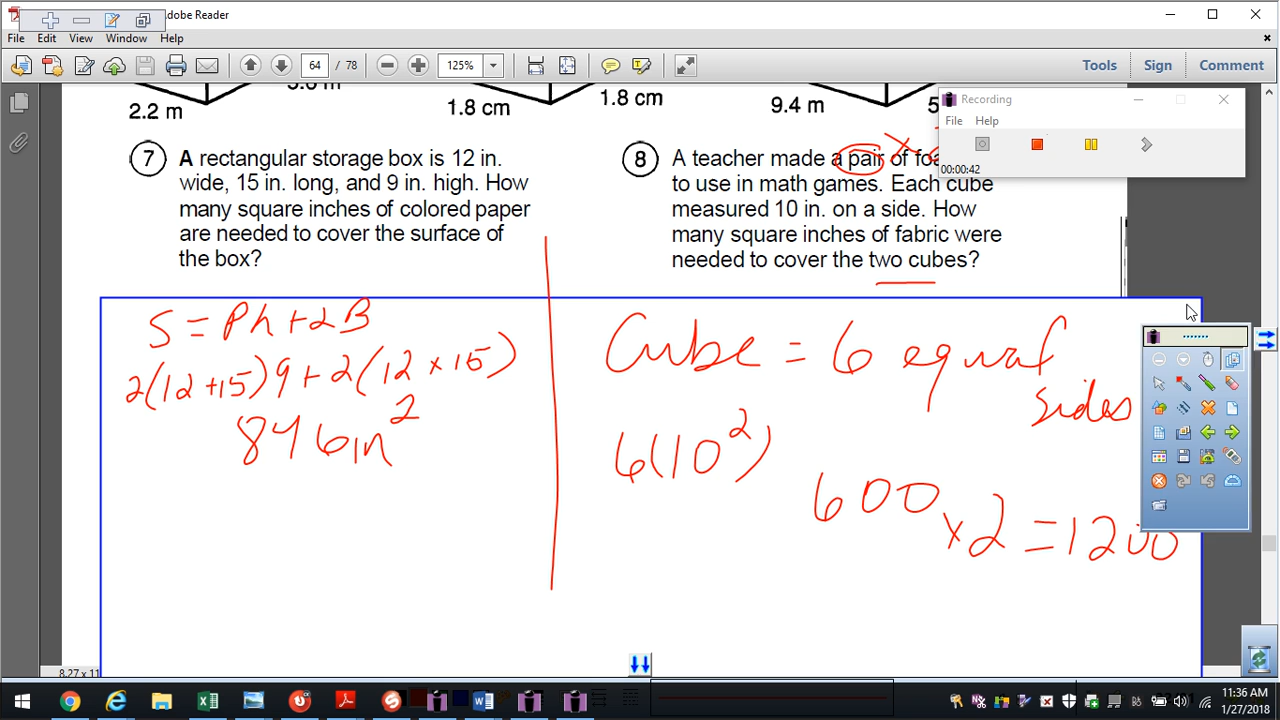 Adobe Reader
File Edit View Window Help
64 / 78
125%
Tools Sign Comment
2.2 m
1.8 cm
1.8 cm
9.4 m
Recording
File Help
00:00:42
7 A rectangular storage box is 12 in.
wide, 15 in. long, and 9 in. high. How
many square inches of colored paper
are needed to cover the surface of
the box?
8 A teacher made a pair of
to use in math games. Each cube
measured 10 in. on a side. How
many square inches of fabric were
needed to cover the two cubes?
S = Ph + 2B
2(12 + 15) 9 + 2 (12 × 15)
846 in²
Cube = 6 equal
sides
6(10²)
600
× 2 = 1200
8.27 x 11
11:36 AM
1/27/2018